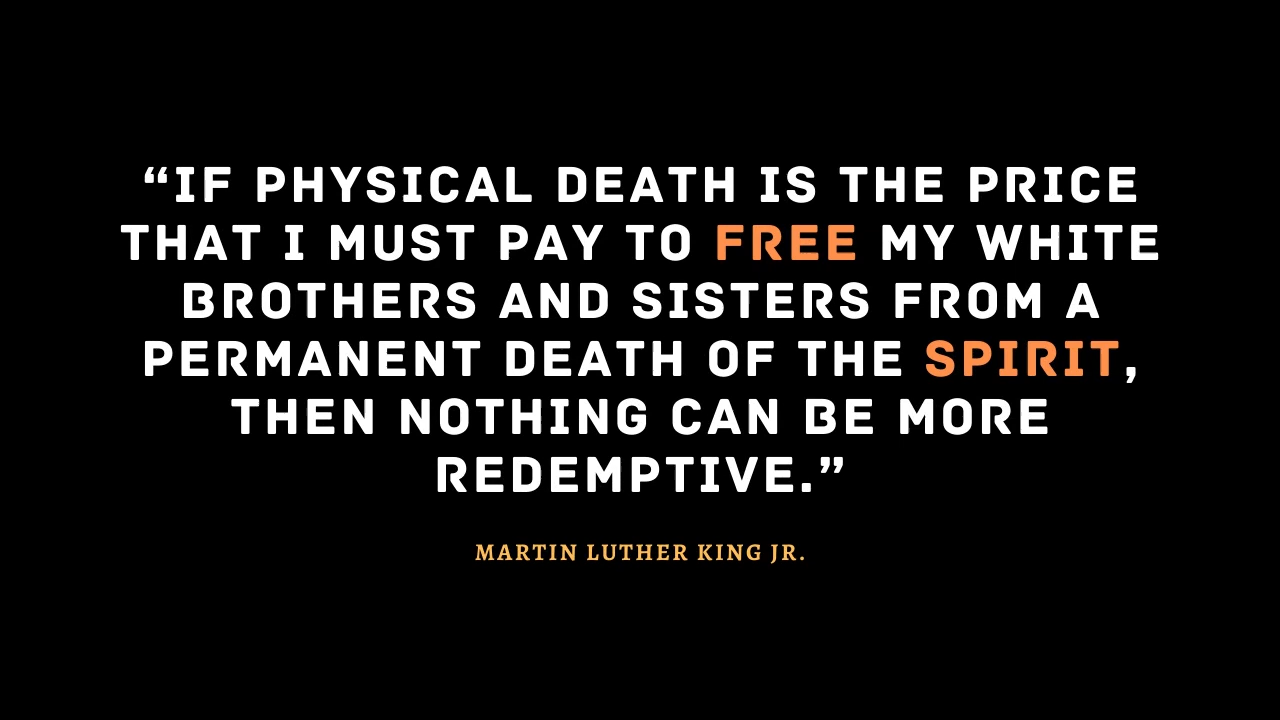 “IF PHYSICAL DEATH IS THE PRICE
THAT I MUST PAY TO FREE MY WHITE
BROTHERS AND SISTERS FROM A
PERMANENT DEATH OF THE SPIRIT,
THEN NOTHING CAN BE MORE
REDEMPTIVE.”
MARTIN LUTHER KING JR.